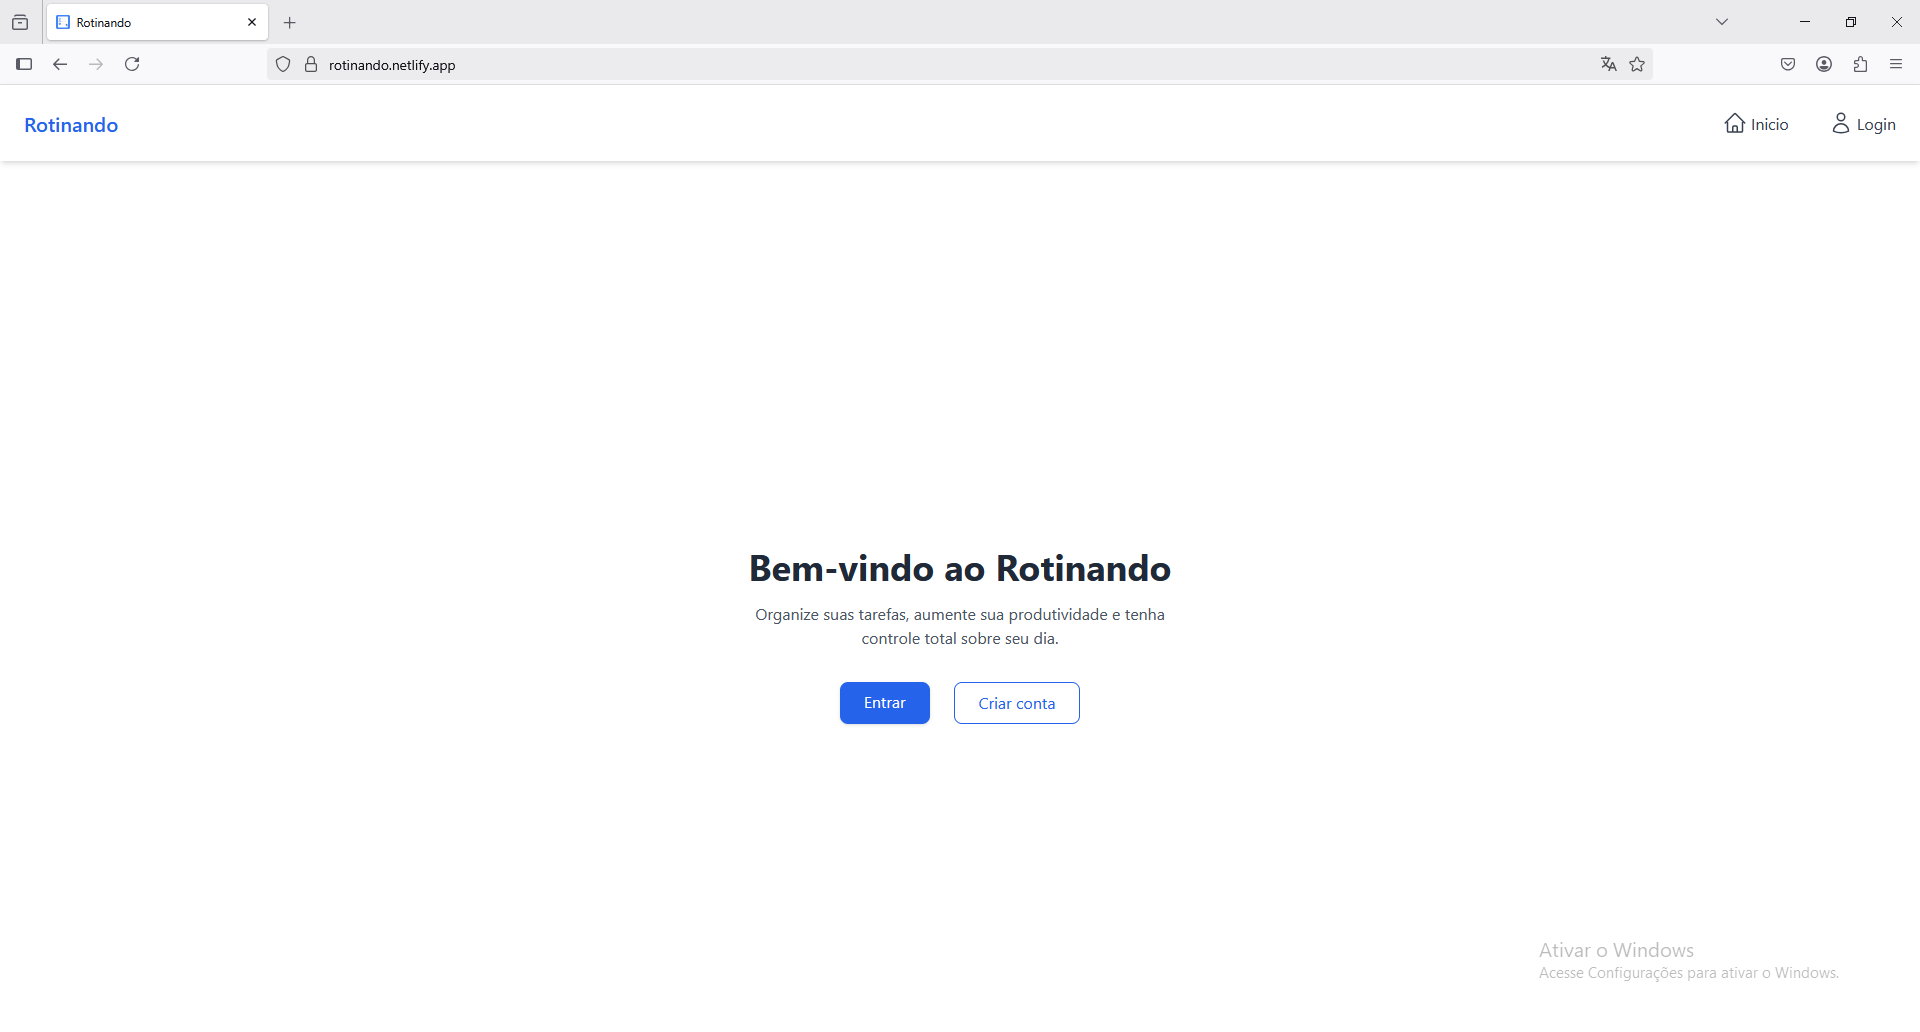 Rotinando
rotinando.netlify.app
Rotinando
Inicio
Login
Bem-vindo ao Rotinando
Organize suas tarefas, aumente sua produtividade e tenha
controle total sobre seu dia.
Entrar
Criar conta
Ativar o Windows
Acesse Configurações para ativar o Windows.